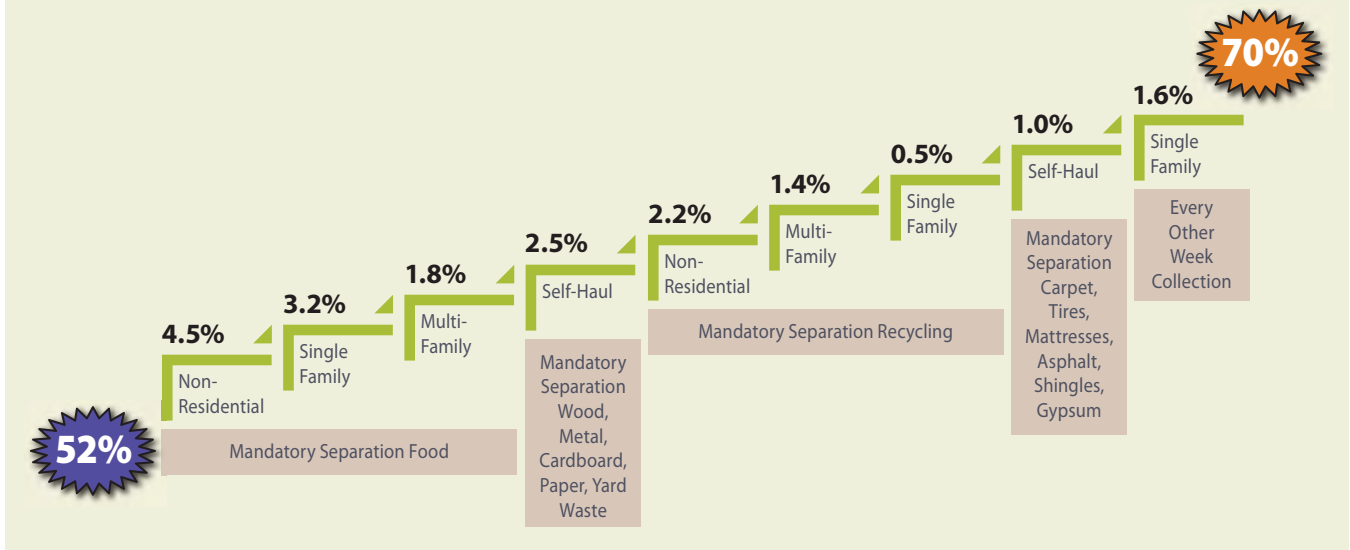 52%
4.5%
Non-
Residential
3.2%
Single
Family
1.8%
Multi-
Family
Mandatory Separation Food
2.5%
Self-Haul
Mandatory
Separation
Wood,
Metal,
Cardboard,
Paper, Yard
Waste
2.2%
Non-
Residential
1.4%
Multi-
Family
0.5%
Single
Family
Mandatory Separation Recycling
1.0%
Self-Haul
Mandatory
Separation
Carpet,
Tires,
Mattresses,
Asphalt,
Shingles,
Gypsum
1.6%
Single
Family
Every
Other
Week
Collection
70%